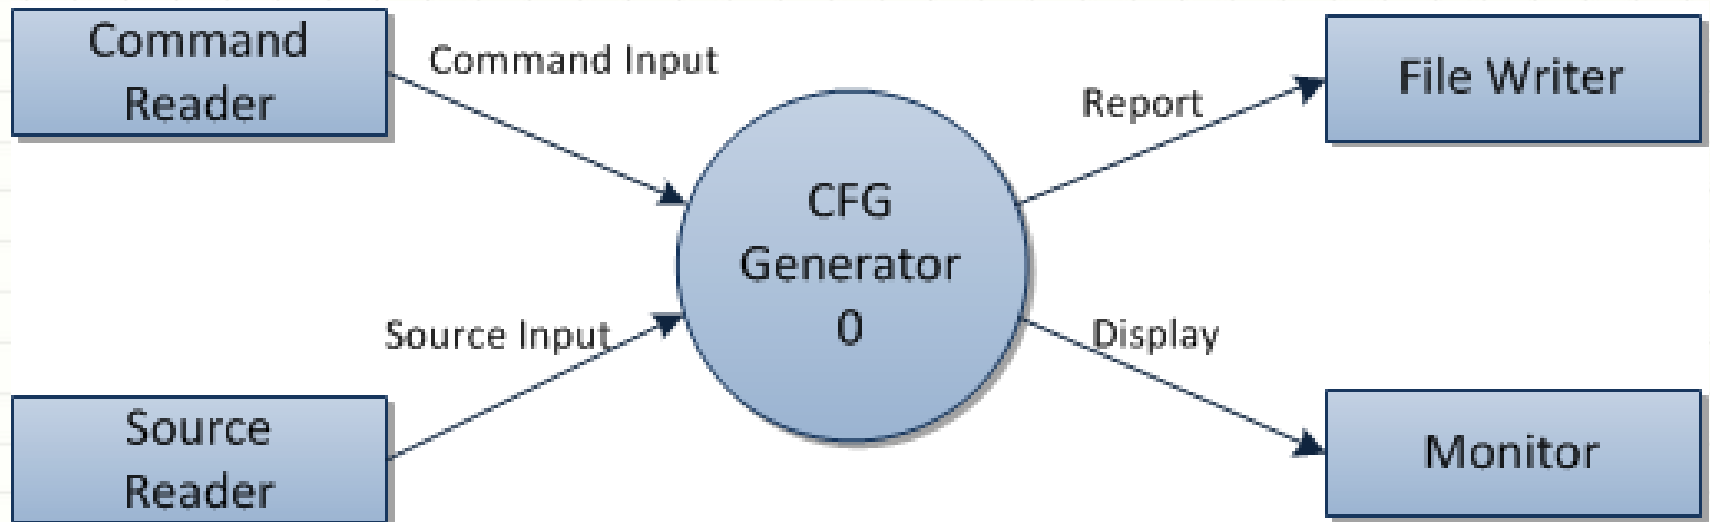 Command
Reader
Command Input
Report
File Writer
CFG
Generator
0
Source Input
Display
Source
Reader
Monitor